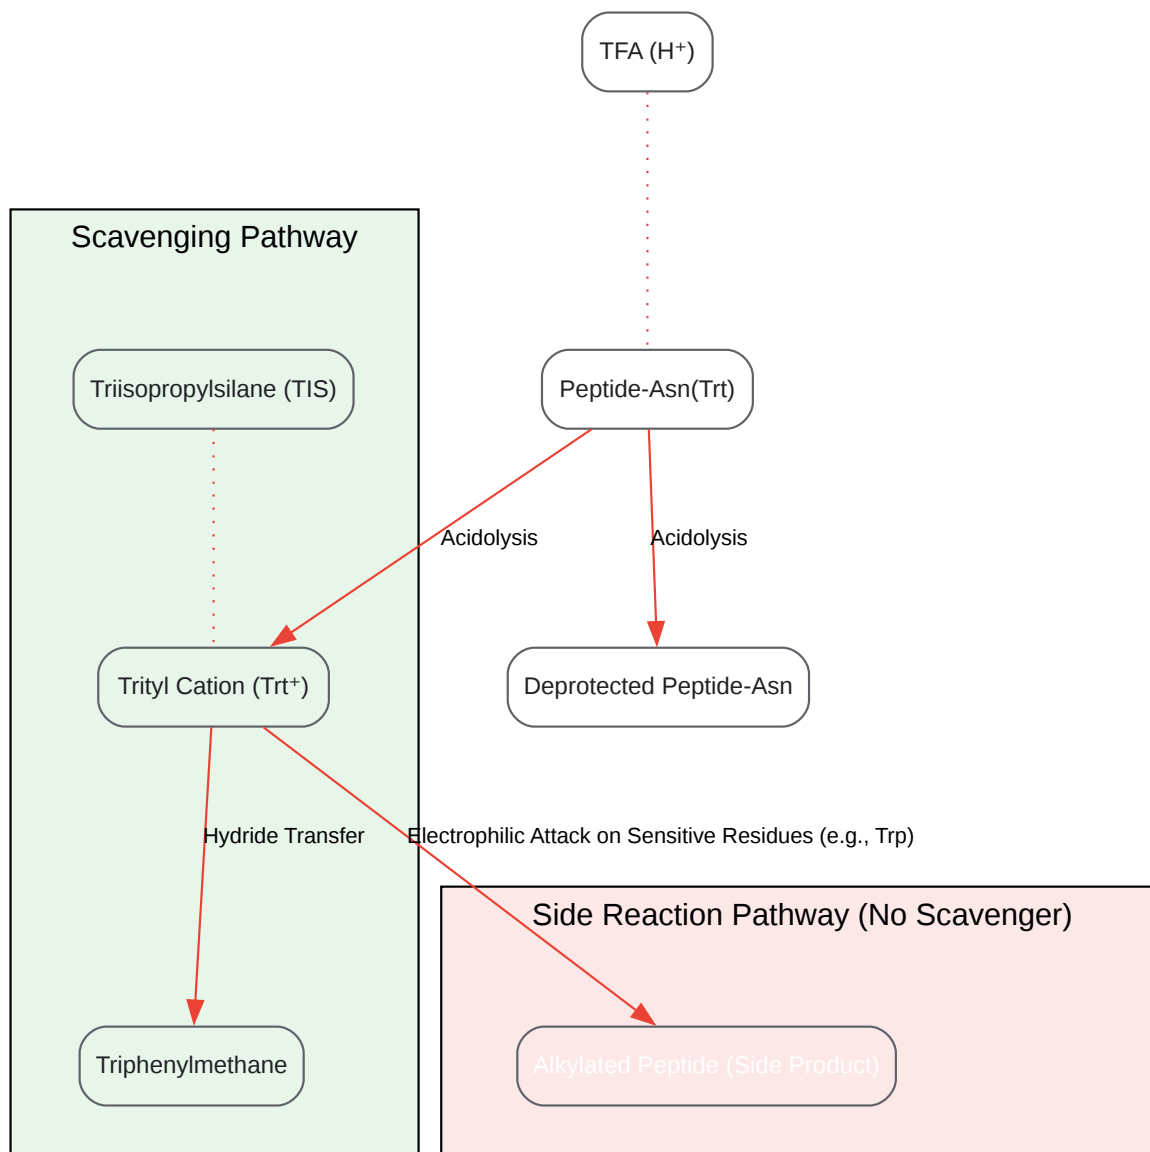 TFA (H⁺)
Scavenging Pathway
Triisopropylsilane (TIS)
Peptide-Asn(Trt)
Acidolysis
Acidolysis
Trityl Cation (Trt⁺)
Deprotected Peptide-Asn
Hydride Transfer
Electrophilic Attack on Sensitive Residues (e.g., Trp)
Side Reaction Pathway (No Scavenger)
Triphenylmethane
Alkylated Peptide (Side Product)